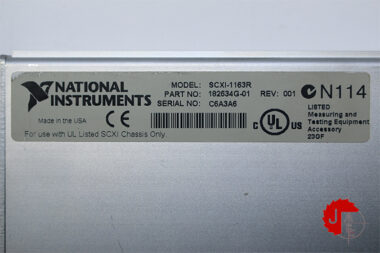 NATIONAL INSTRUMENTS
MODEL: SCXI-1163R
PART NO: 182634G-01 REV: 001
SERIAL NO: C6A3A6
Made in the USA
CE
For use with UL Listed SCXI Chassis Only.
C UL US
LISTED
Measuring and
Testing Equipment
Accessory
23GF
N114